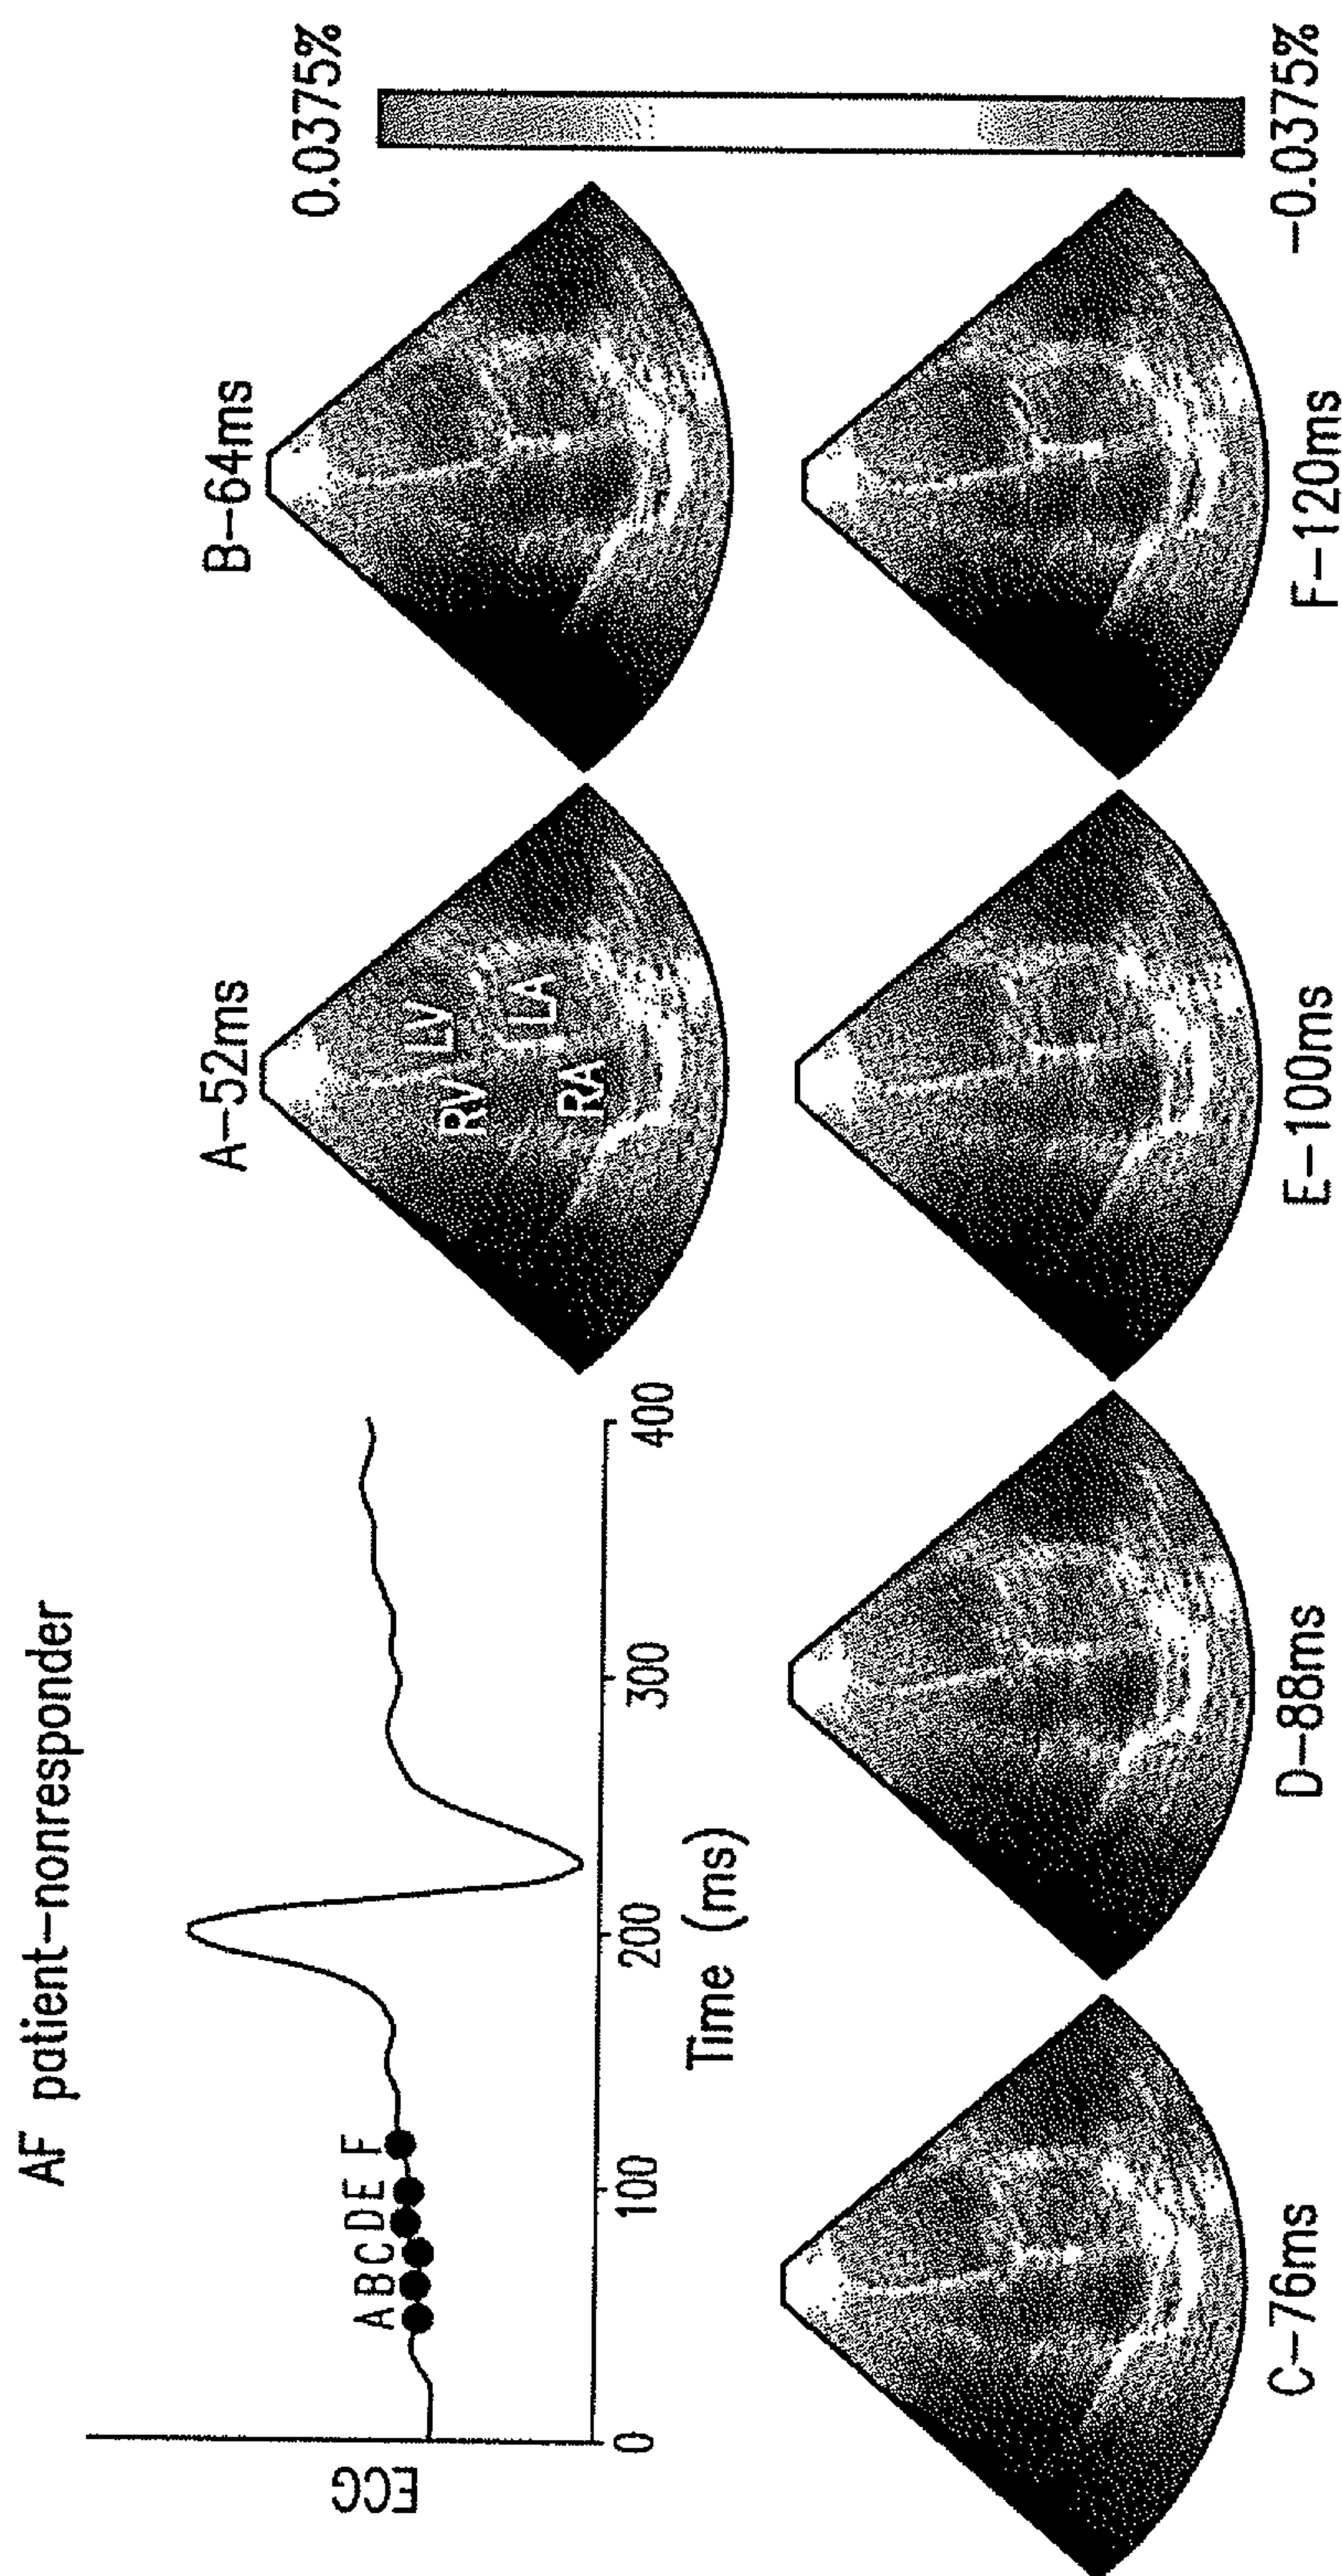 AF patient-nonresponder
ECG
A B C D E F
0 100 200 300 400
Time (ms)
A-52ms
RV LV
RA LA
B-64ms
0.0375%
-0.0375%
C-76ms
D-88ms
E-100ms
F-120ms